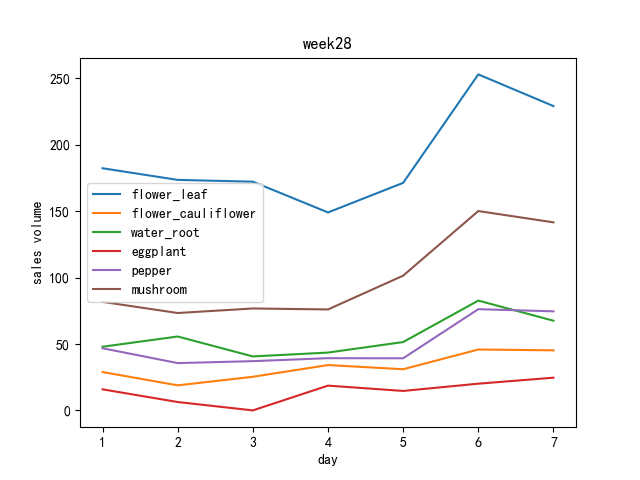 week28
250
200
150
100
50
0
sales volume
flower_leaf
flower_cauliflower
water_root
eggplant
pepper
mushroom
1 2 3 4 5 6 7
day